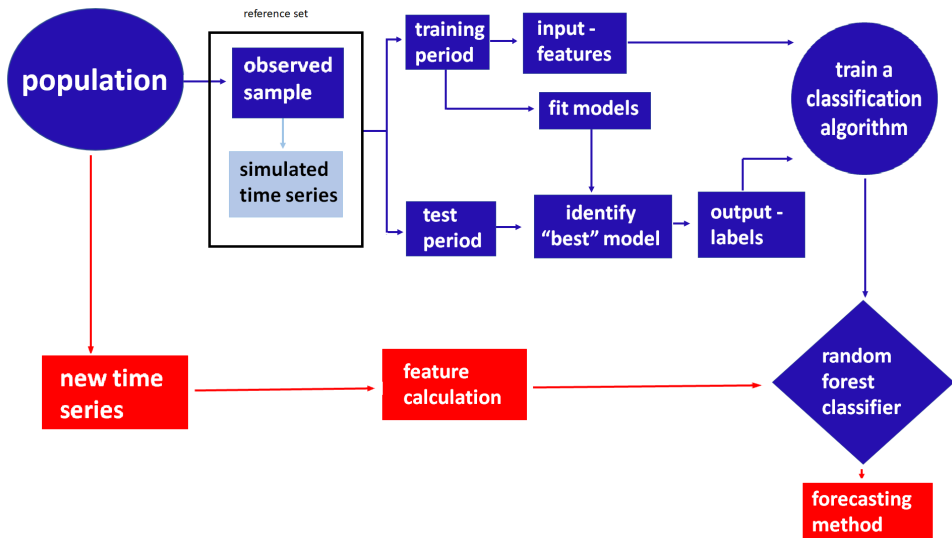 reference set
population
observed
sample
simulated
time series
training
period
input -
features
fit models
test
period
identify
“best” model
output -
labels
train a
classification
algorithm
new time
series
feature
calculation
random
forest
classifier
forecasting
method